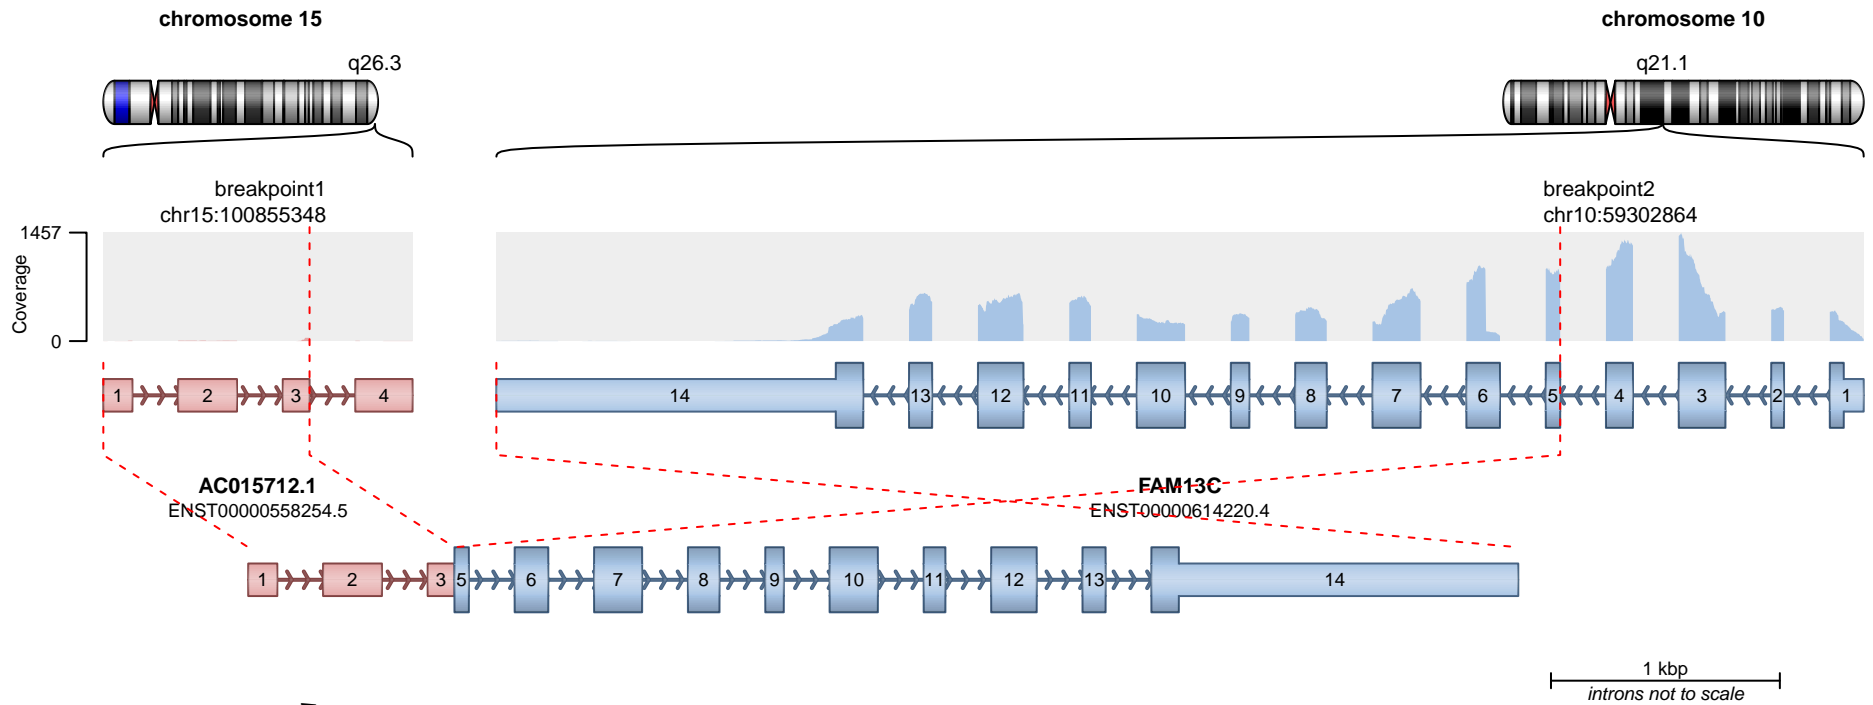 chromosome 15
chromosome 10
q26.3
q21.1
breakpoint1
chr15:100855348
breakpoint2
chr10:59302864
1457
0
Coverage
1 2 3 4
14 13 12 11 10 9 8 7 6 5 4 3 2 1
AC015712.1
ENST00000558254.5
FAM13C
ENST00000614220.4
1 2 3 5 6 7 8 9 10 11 12 13 14
1 kbp
introns not to scale